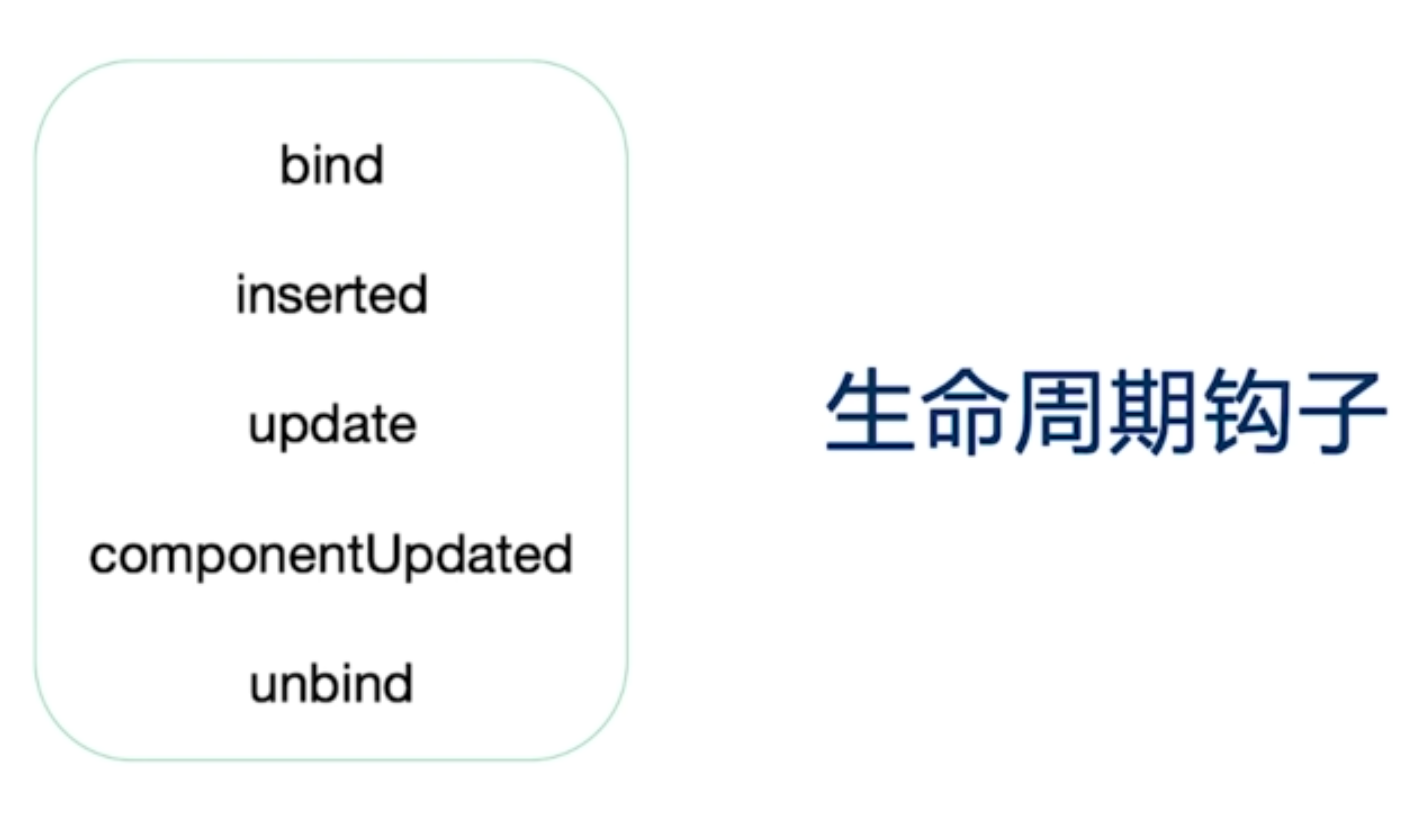 bind
inserted
update
componentUpdated
unbind
生命周期钩子